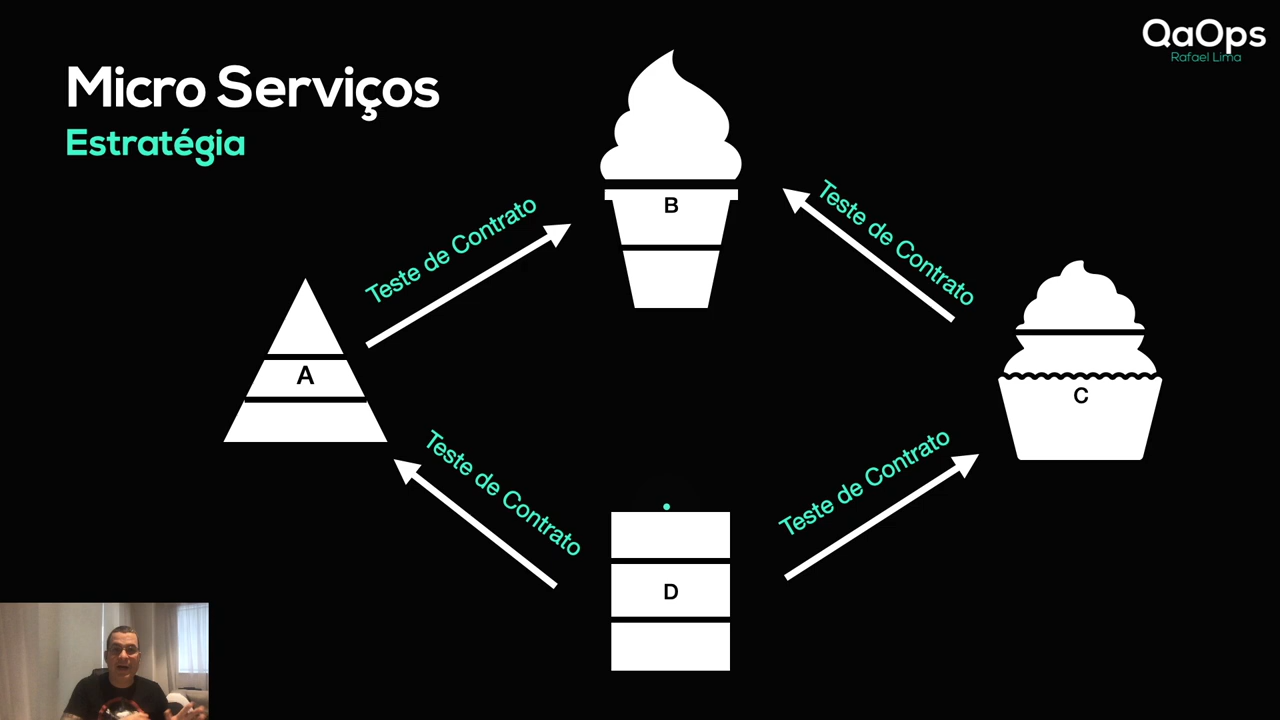 QaOps
Rafael Lima
Micro Serviços
Estratégia
B
Teste de Contrato
Teste de Contrato
A
C
Teste de Contrato
Teste de Contrato
D